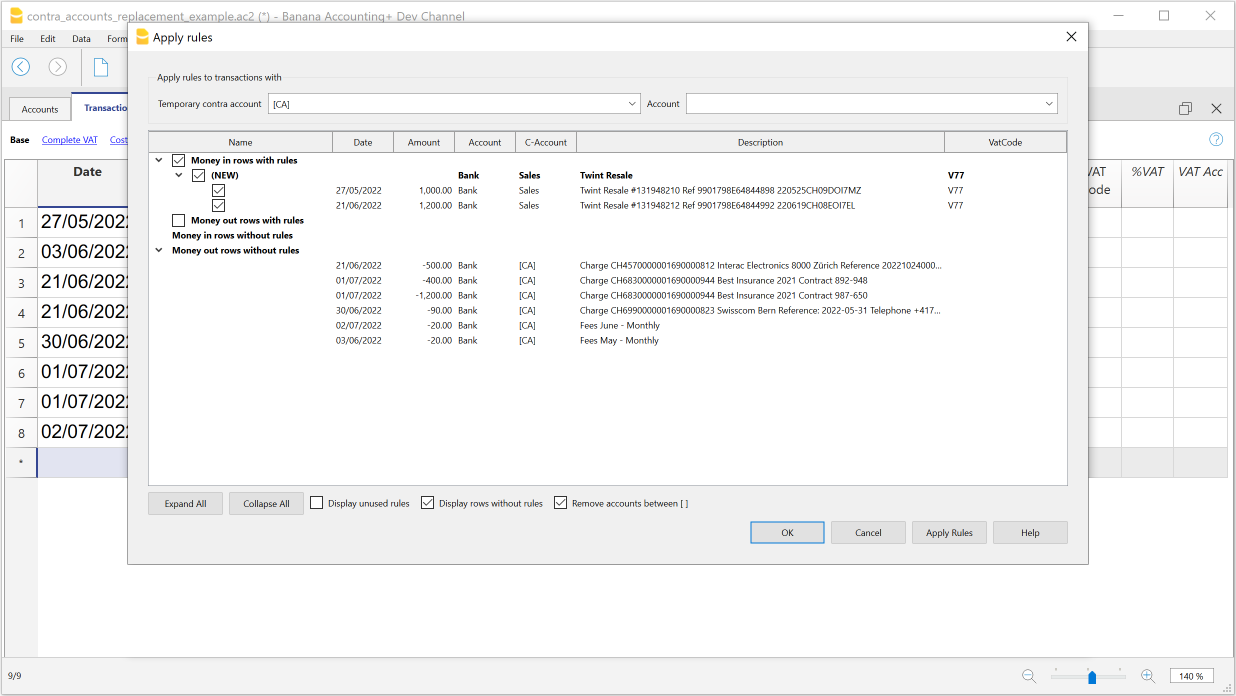 contra_accounts_replacement_example.ac2 (*) - Banana Accounting+ Dev Channel
File Edit Data Form
Apply rules
Accounts Transactio
Base Complete VAT Cost
Apply rules to transactions with
Temporary contra account [CA] Account
Name Date Amount Account C-Account Description VatCode
Money in rows with rules
(NEW) Bank Sales Twint Resale V77
27/05/2022 1,000.00 Bank Sales Twint Resale #131948210 Ref 9901798E64844898 220525CH09DOI7MZ V77
21/06/2022 1,200.00 Bank Sales Twint Resale #131948212 Ref 9901798E64844992 220619CH08EOI7EL V77
Money out rows with rules
Money in rows without rules
Money out rows without rules
21/06/2022 -500.00 Bank [CA] Charge CH4570000001690000812 Interac Electronics 8000 Zürich Reference 20221024000...
01/07/2022 -400.00 Bank [CA] Charge CH6830000001690000944 Best Insurance 2021 Contract 892-948
01/07/2022 -1,200.00 Bank [CA] Charge CH6830000001690000944 Best Insurance 2021 Contract 987-650
30/06/2022 -90.00 Bank [CA] Charge CH6990000001690000823 Swisscom Bern Reference: 2022-05-31 Telephone +417...
02/07/2022 -20.00 Bank [CA] Fees June - Monthly
03/06/2022 -20.00 Bank [CA] Fees May - Monthly
Expand All Collapse All Display unused rules Display rows without rules Remove accounts between [ ]
OK Cancel Apply Rules Help
Date VAT ode %VAT VAT Acc
1 27/05/2022
2 03/06/2022
3 21/06/2022
4 21/06/2022
5 30/06/2022
6 01/07/2022
7 01/07/2022
8 02/07/2022
*
9/9 140 %